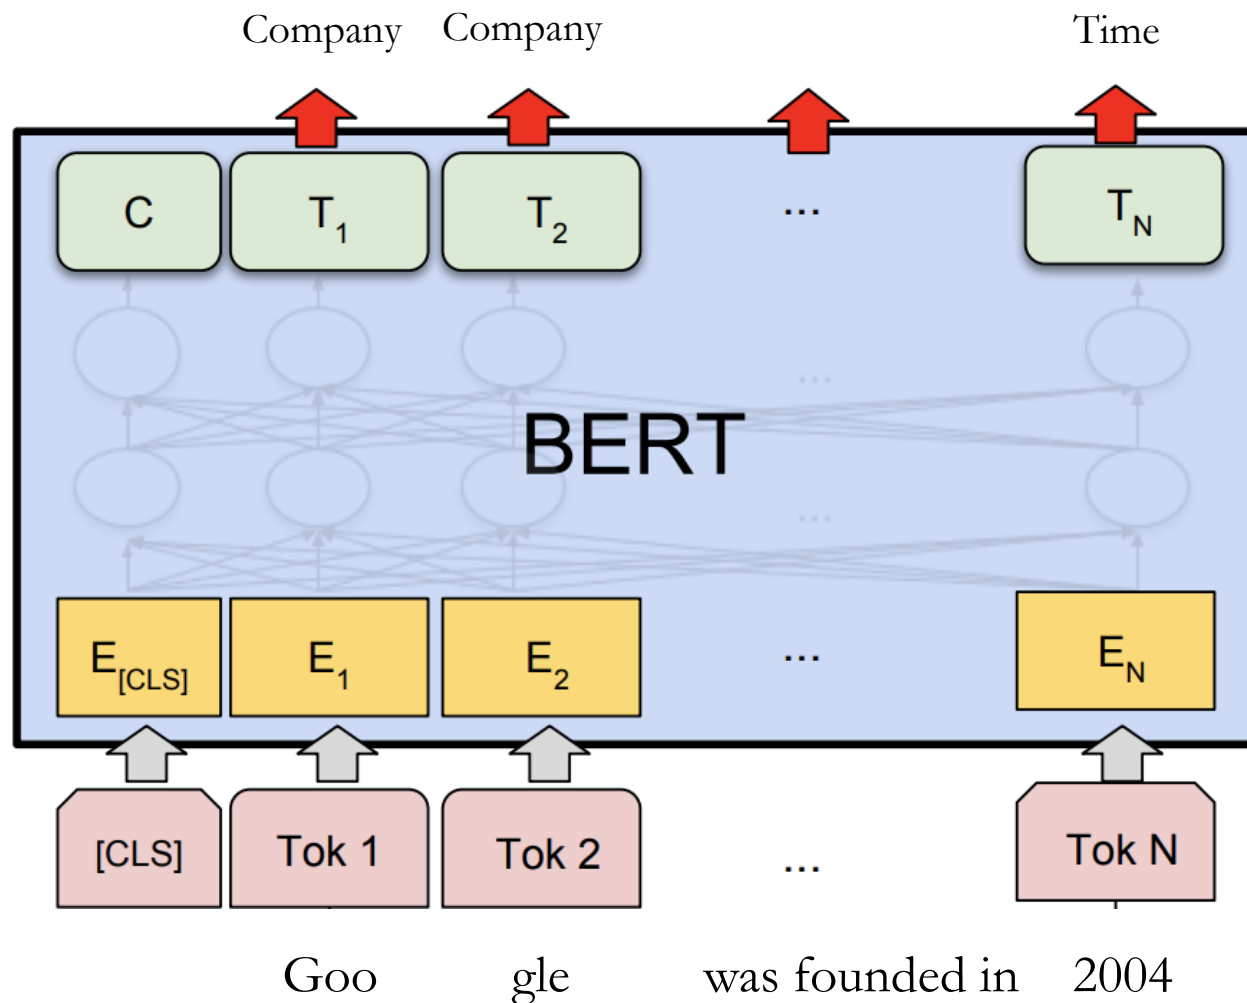 Company Company Time
C T1 T2 ... TN
...
BERT
...
E[CLS] E1 E2 ... EN
[CLS] Tok 1 Tok 2 ... Tok N
Goo gle was founded in 2004